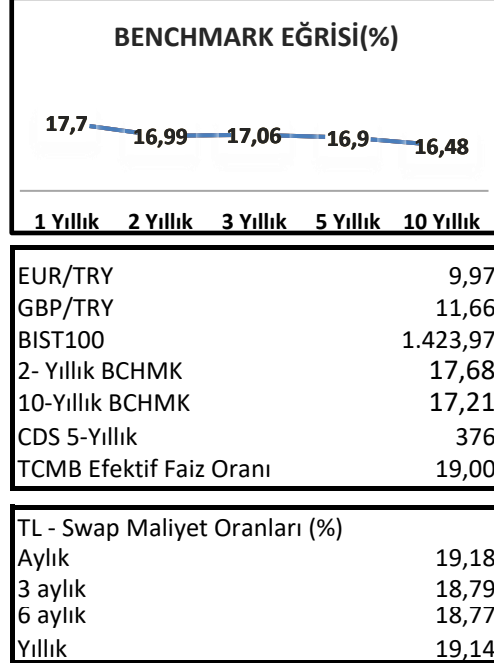 BENCHMARK EĞRİSİ(%)
17,7 16,99 17,06 16,9 16,48
1 Yıllık 2 Yıllık 3 Yıllık 5 Yıllık 10 Yıllık
EUR/TRY 9,97
GBP/TRY 11,66
BIST100 1.423,97
2- Yıllık BCHMK 17,68
10-Yıllık BCHMK 17,21
CDS 5-Yıllık 376
TCMB Efektif Faiz Oranı 19,00
TL - Swap Maliyet Oranları (%)
Aylık 19,18
3 aylık 18,79
6 aylık 18,77
Yıllık 19,14